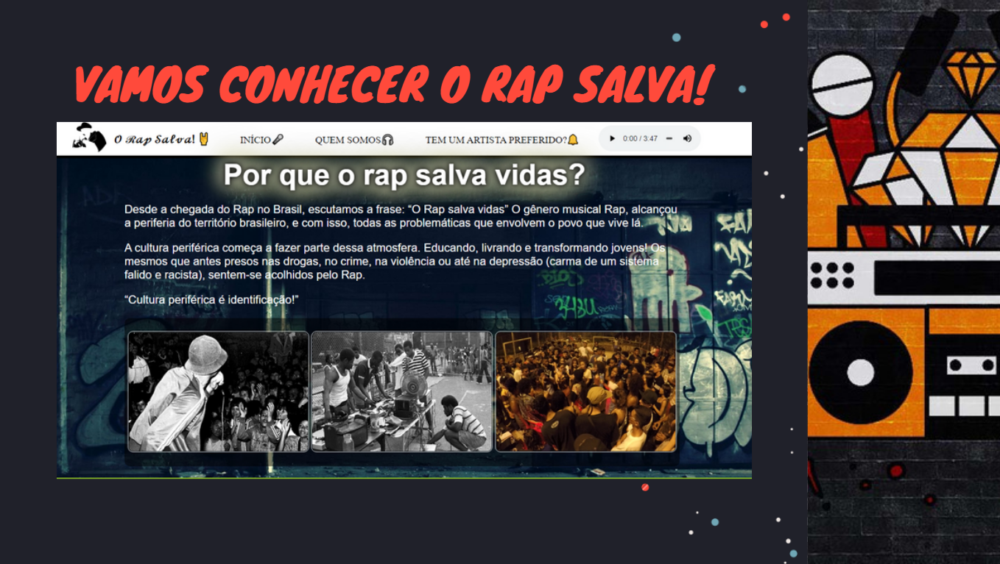 VAMOS CONHECER O RAP SALVA!
O Rap Salva!🤘 INÍCIO🎤 QUEM SOMOS🎧 TEM UM ARTISTA PREFERIDO?🔔 0:00 / 3:47
Por que o rap salva vidas?
Desde a chegada do Rap no Brasil, escutamos a frase: “O Rap salva vidas” O gênero musical Rap, alcançou
a periferia do território brasileiro, e com isso, todas as problemáticas que envolvem o povo que vive lá.
A cultura periférica começa a fazer parte dessa atmosfera. Educando, livrando e transformando jovens! Os
mesmos que antes presos nas drogas, no crime, na violência ou até na depressão (carma de um sistema
falido e racista), sentem-se acolhidos pelo Rap.
“Cultura periférica é identificação!”